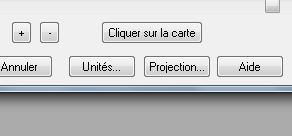 + - Cliquer sur la carte
Annuler Unités... Projection... Aide